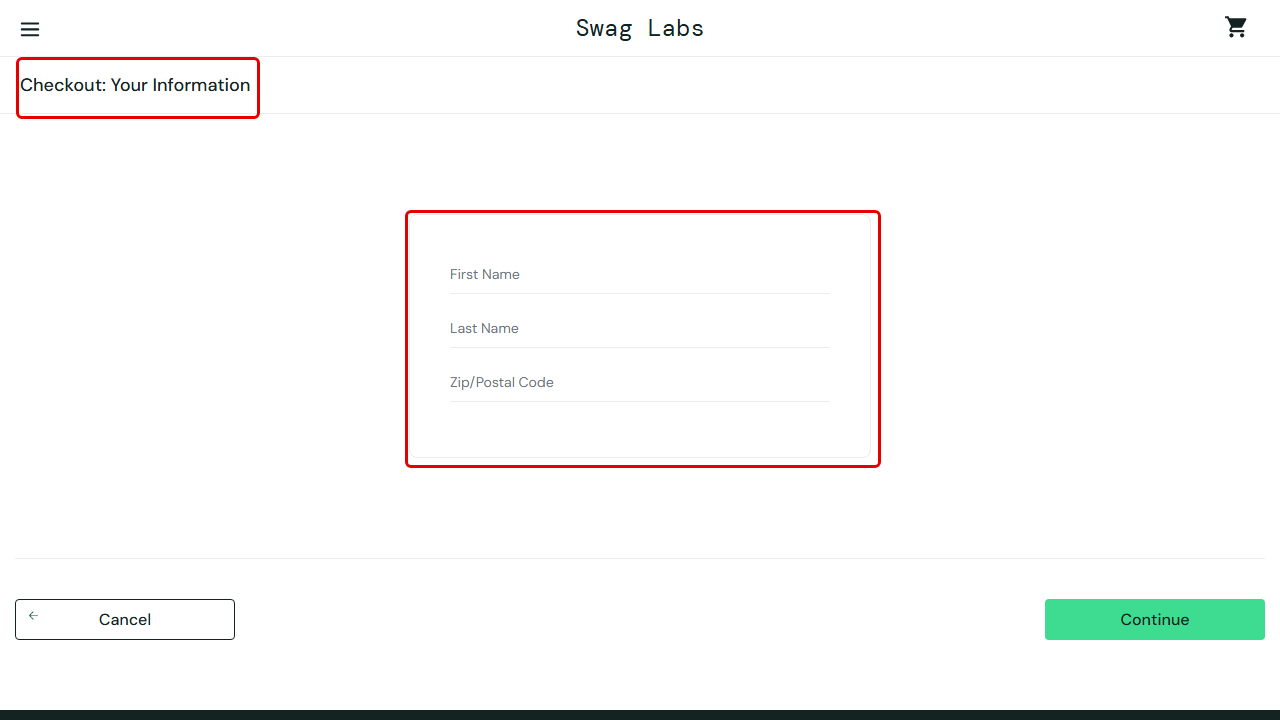 Swag Labs
Checkout: Your Information
First Name
Last Name
Zip/Postal Code
Cancel
Continue